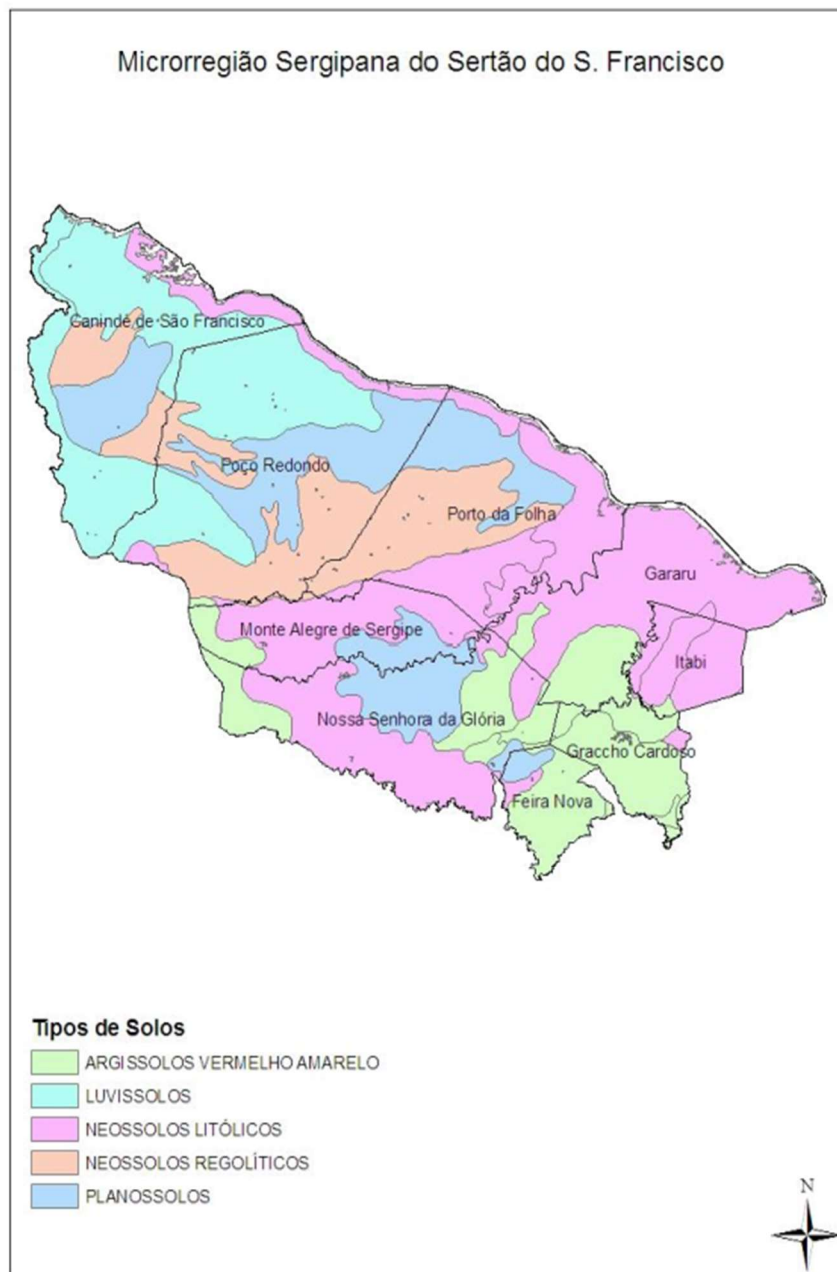 Microrregião Sergipana do Sertão do S. Francisco
Canindé de São Francisco
Poço Redondo
Porto da Folha
Gararu
Monte Alegre de Sergipe
Itabi
Nossa Senhora da Glória
Graccho Cardoso
Feira Nova
Tipos de Solos
ARGISSOLOS VERMELHO AMARELO
LUVISSOLOS
NEOSSOLOS LITÓLICOS
NEOSSOLOS REGOLÍTICOS
PLANOSSOLOS
N